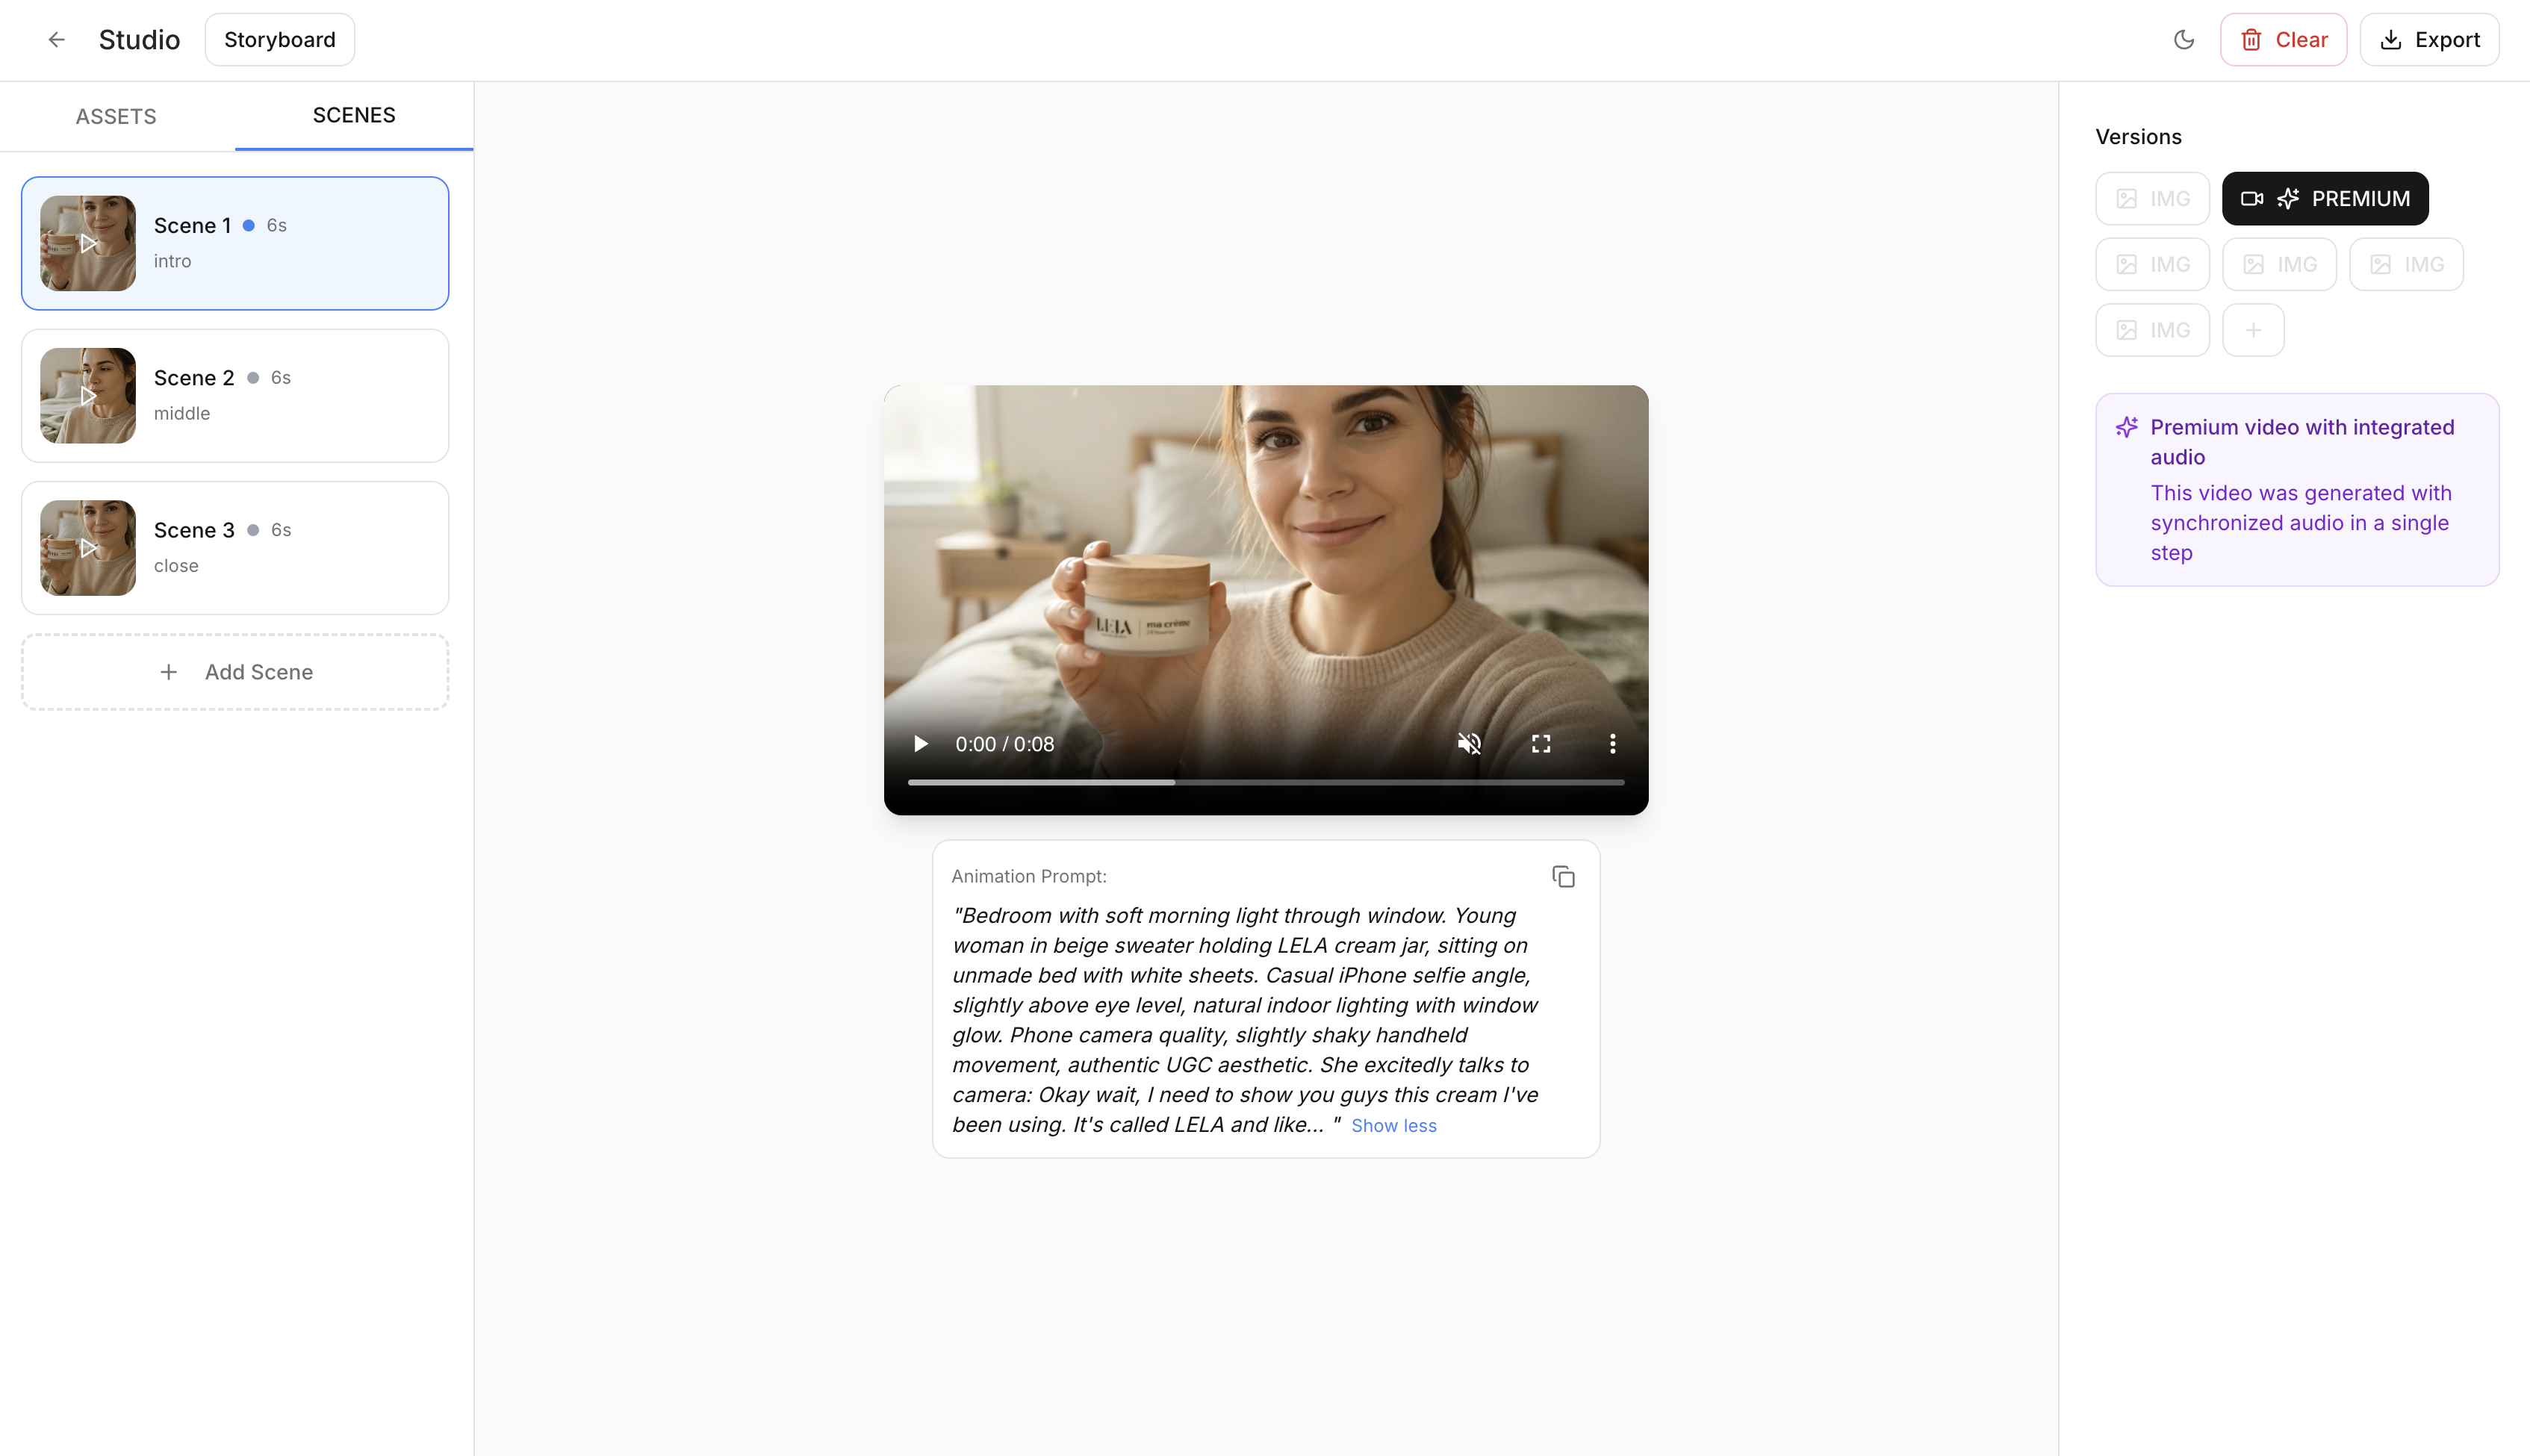 Studio
Storyboard
Clear
Export
ASSETS
SCENES
Scene 1
6s
intro
Scene 2
6s
middle
Scene 3
6s
close
Add Scene
LELA
ma crème
0:00 / 0:08
Animation Prompt:
"Bedroom with soft morning light through window. Young
woman in beige sweater holding LELA cream jar, sitting on
unmade bed with white sheets. Casual iPhone selfie angle,
slightly above eye level, natural indoor lighting with window
glow. Phone camera quality, slightly shaky handheld
movement, authentic UGC aesthetic. She excitedly talks to
camera: Okay wait, I need to show you guys this cream I've
been using. It's called LELA and like... " Show less
Versions
IMG
PREMIUM
IMG
IMG
IMG
IMG
Premium video with integrated
audio
This video was generated with
synchronized audio in a single
step